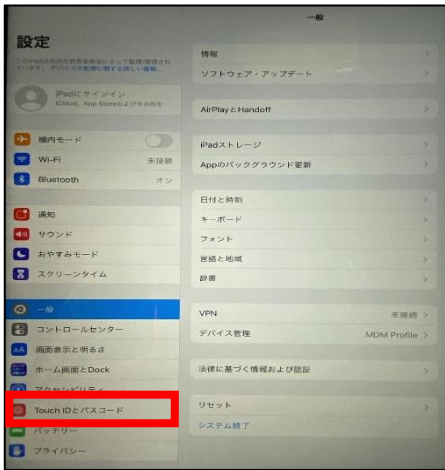 一般
設定
iPadにサインイン
機内モード
Wi-Fi
未接続
Bluetooth
オン
通知
サウンド
おやすみモード
スクリーンタイム
一般
コントロールセンター
画面表示と明るさ
ホーム画面とDock
アクセシビリティ
Touch IDとパスコード
バッテリー
プライバシー
情報
ソフトウェア・アップデート
AirPlayとHandoff
iPadストレージ
Appのバックグラウンド更新
日付と時刻
キーボード
フォント
言語と地域
辞書
VPN
未接続
デバイス管理
MDM Profile
法律に基づく情報および認証
リセット
システム終了